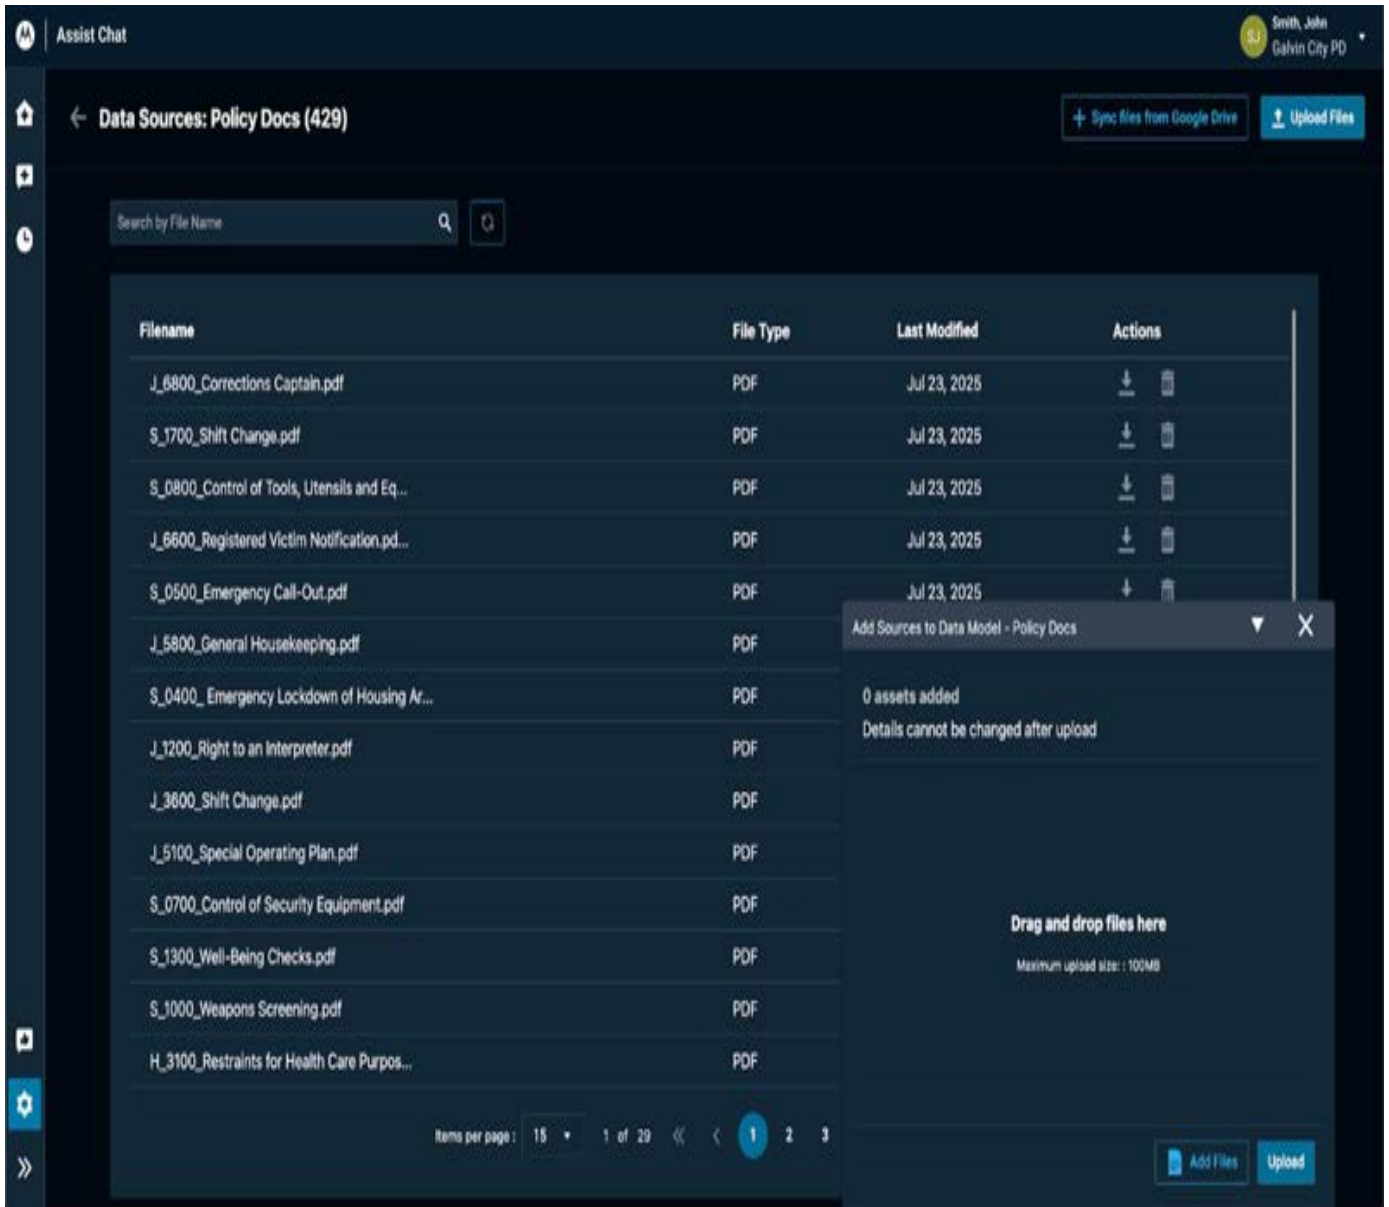 Assist Chat
SJ
Smith, John
Galvin City PD
Data Sources: Policy Docs (429)
Sync files from Google Drive
Upload Files
Search by File Name
Filename File Type Last Modified Actions
J_6800_Corrections Captain.pdf PDF Jul 23, 2025
S_1700_Shift Change.pdf PDF Jul 23, 2025
S_0800_Control of Tools, Utensils and Eq... PDF Jul 23, 2025
J_6600_Registered Victim Notification.pd... PDF Jul 23, 2025
S_0500_Emergency Call-Out.pdf PDF Jul 23, 2025
J_5800_General Housekeeping.pdf PDF
S_0400_ Emergency Lockdown of Housing Ar... PDF
J_1200_Right to an Interpreter.pdf PDF
J_3600_Shift Change.pdf PDF
J_5100_Special Operating Plan.pdf PDF
S_0700_Control of Security Equipment.pdf PDF
S_1300_Well-Being Checks.pdf PDF
S_1000_Weapons Screening.pdf PDF
H_3100_Restraints for Health Care Purpos... PDF
Items per page : 15 1 of 29 1 2 3
Add Sources to Data Model - Policy Docs
0 assets added
Details cannot be changed after upload
Drag and drop files here
Maximum upload size: : 100MB
Add Files
Upload